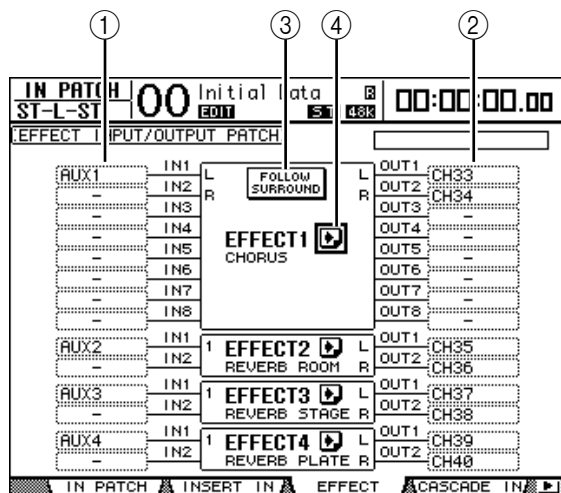 ① ③ ④ ②
IN PATCH
ST-L-ST
00 Initial Data
EDIT ST 48K
00:00:00.00
EFFECT INPUT/OUTPUT PATCH
AUX1 IN1 L FOLLOW SURROUND L OUT1 CH33
– IN2 R R OUT2 CH34
– IN3 OUT3 –
– IN4 EFFECT1 OUT4 –
– IN5 CHORUS OUT5 –
– IN6 OUT6 –
– IN7 OUT7 –
– IN8 OUT8 –
AUX2 IN1 1 EFFECT2 L OUT1 CH35
– IN2 REVERB ROOM R OUT2 CH36
AUX3 IN1 1 EFFECT3 L OUT1 CH37
– IN2 REVERB STAGE R OUT2 CH38
AUX4 IN1 1 EFFECT4 L OUT1 CH39
– IN2 REVERB PLATE R OUT2 CH40
IN PATCH INSERT IN EFFECT CASCADE IN